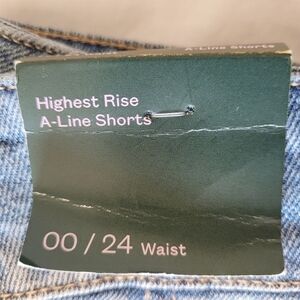 A-Line Shorts
Highest Rise
A-Line Shorts
00 / 24 Waist